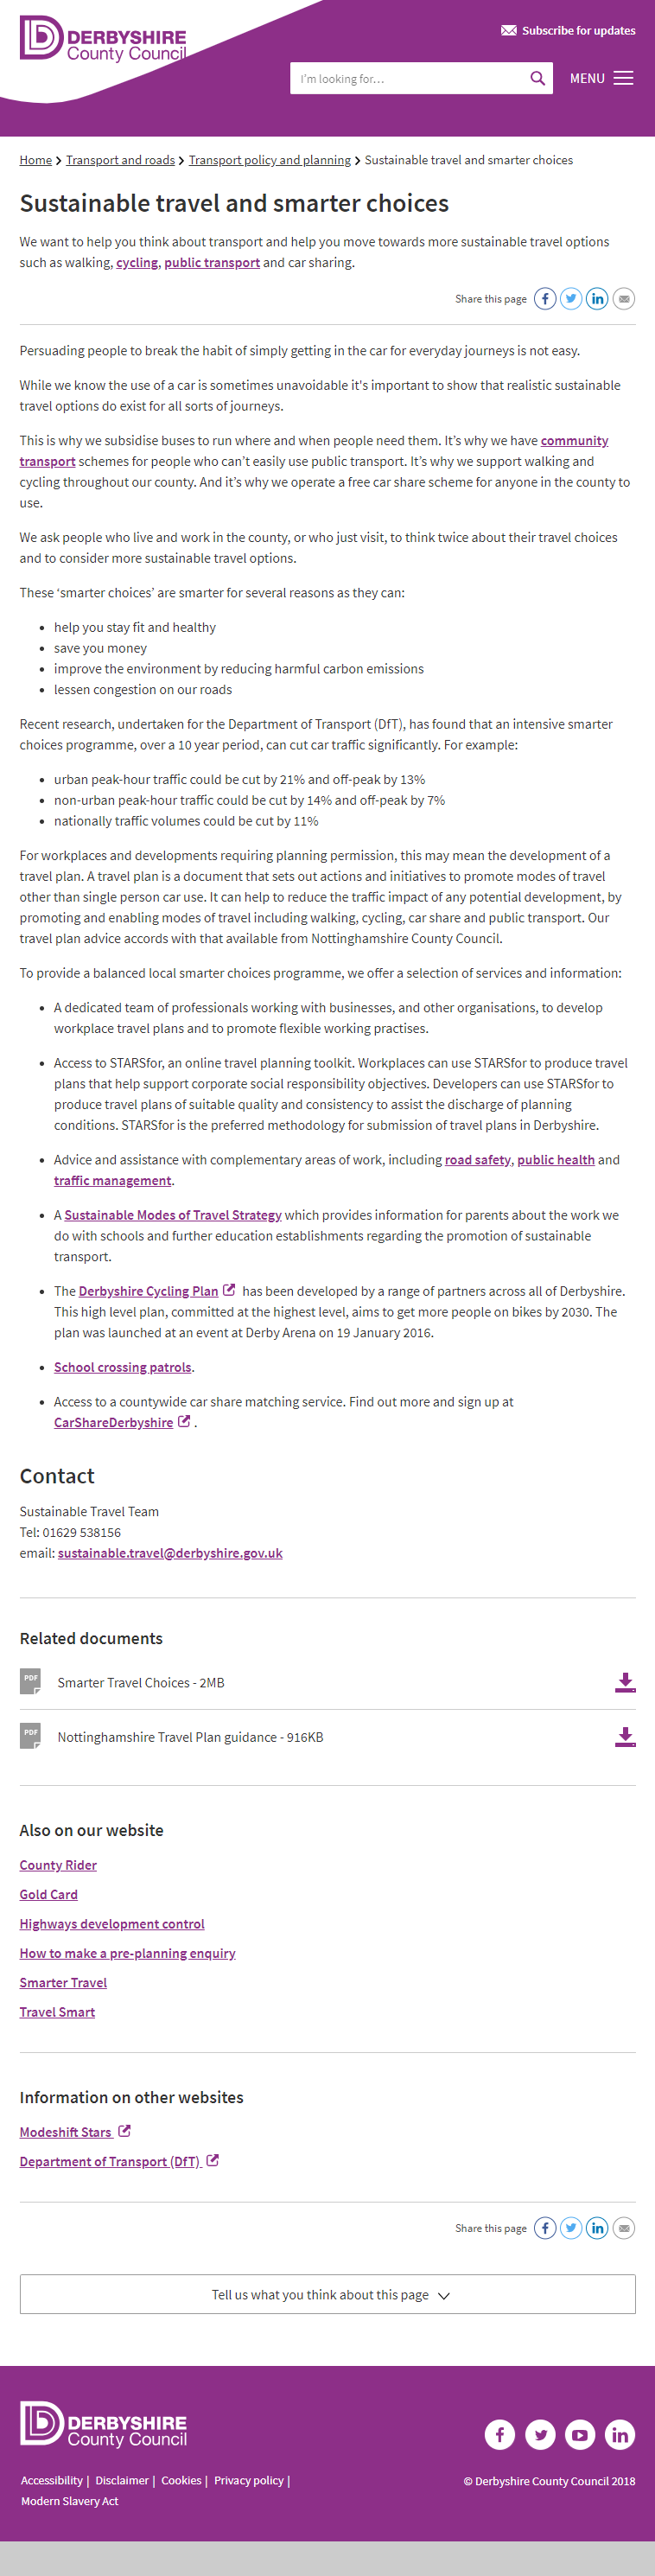 DERBYSHIRE
County Council
Subscribe for updates
I'm looking for...
MENU
Home > Transport and roads > Transport policy and planning > Sustainable travel and smarter choices
Sustainable travel and smarter choices
We want to help you think about transport and help you move towards more sustainable travel options
such as walking, cycling, public transport and car sharing.
Share this page
Persuading people to break the habit of simply getting in the car for everyday journeys is not easy.
While we know the use of a car is sometimes unavoidable it's important to show that realistic sustainable
travel options do exist for all sorts of journeys.
This is why we subsidise buses to run where and when people need them. It’s why we have community
transport schemes for people who can’t easily use public transport. It’s why we support walking and
cycling throughout our county. And it’s why we operate a free car share scheme for anyone in the county to
use.
We ask people who live and work in the county, or who just visit, to think twice about their travel choices
and to consider more sustainable travel options.
These ‘smarter choices’ are smarter for several reasons as they can:
• help you stay fit and healthy
• save you money
• improve the environment by reducing harmful carbon emissions
• lessen congestion on our roads
Recent research, undertaken for the Department of Transport (DfT), has found that an intensive smarter
choices programme, over a 10 year period, can cut car traffic significantly. For example:
• urban peak-hour traffic could be cut by 21% and off-peak by 13%
• non-urban peak-hour traffic could be cut by 14% and off-peak by 7%
• nationally traffic volumes could be cut by 11%
For workplaces and developments requiring planning permission, this may mean the development of a
travel plan. A travel plan is a document that sets out actions and initiatives to promote modes of travel
other than single person car use. It can help to reduce the traffic impact of any potential development, by
promoting and enabling modes of travel including walking, cycling, car share and public transport. Our
travel plan advice accords with that available from Nottinghamshire County Council.
To provide a balanced local smarter choices programme, we offer a selection of services and information:
• A dedicated team of professionals working with businesses, and other organisations, to develop
workplace travel plans and to promote flexible working practises.
• Access to STARSfor, an online travel planning toolkit. Workplaces can use STARSfor to produce travel
plans that help support corporate social responsibility objectives. Developers can use STARSfor to
produce travel plans of suitable quality and consistency to assist the discharge of planning
conditions. STARSfor is the preferred methodology for submission of travel plans in Derbyshire.
• Advice and assistance with complementary areas of work, including road safety, public health and
traffic management.
• A Sustainable Modes of Travel Strategy which provides information for parents about the work we
do with schools and further education establishments regarding the promotion of sustainable
transport.
• The Derbyshire Cycling Plan has been developed by a range of partners across all of Derbyshire.
This high level plan, committed at the highest level, aims to get more people on bikes by 2030. The
plan was launched at an event at Derby Arena on 19 January 2016.
• School crossing patrols.
• Access to a countywide car share matching service. Find out more and sign up at
CarShareDerbyshire .
Contact
Sustainable Travel Team
Tel: 01629 538156
email: sustainable.travel@derbyshire.gov.uk
Related documents
PDF Smarter Travel Choices - 2MB
PDF Nottinghamshire Travel Plan guidance - 916KB
Also on our website
County Rider
Gold Card
Highways development control
How to make a pre-planning enquiry
Smarter Travel
Travel Smart
Information on other websites
Modeshift Stars
Department of Transport (DfT)
Share this page
Tell us what you think about this page
DERBYSHIRE
County Council
Accessibility | Disclaimer | Cookies | Privacy policy |
Modern Slavery Act
© Derbyshire County Council 2018